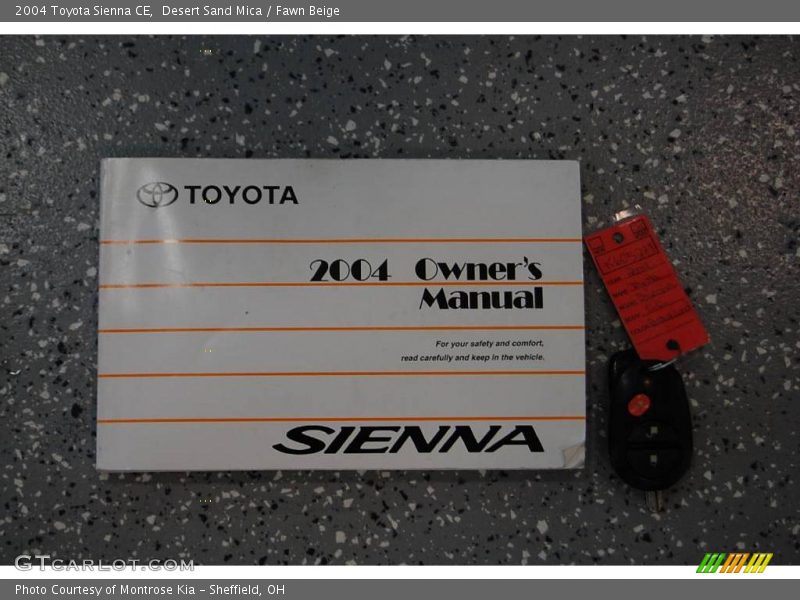 2004 Toyota Sienna CE,  Desert Sand Mica / Fawn Beige
TOYOTA
2004 Owner's
Manual
For your safety and comfort,
read carefully and keep in the vehicle.
SIENNA
GTcarlot.com
Photo Courtesy of Montrose Kia – Sheffield, OH